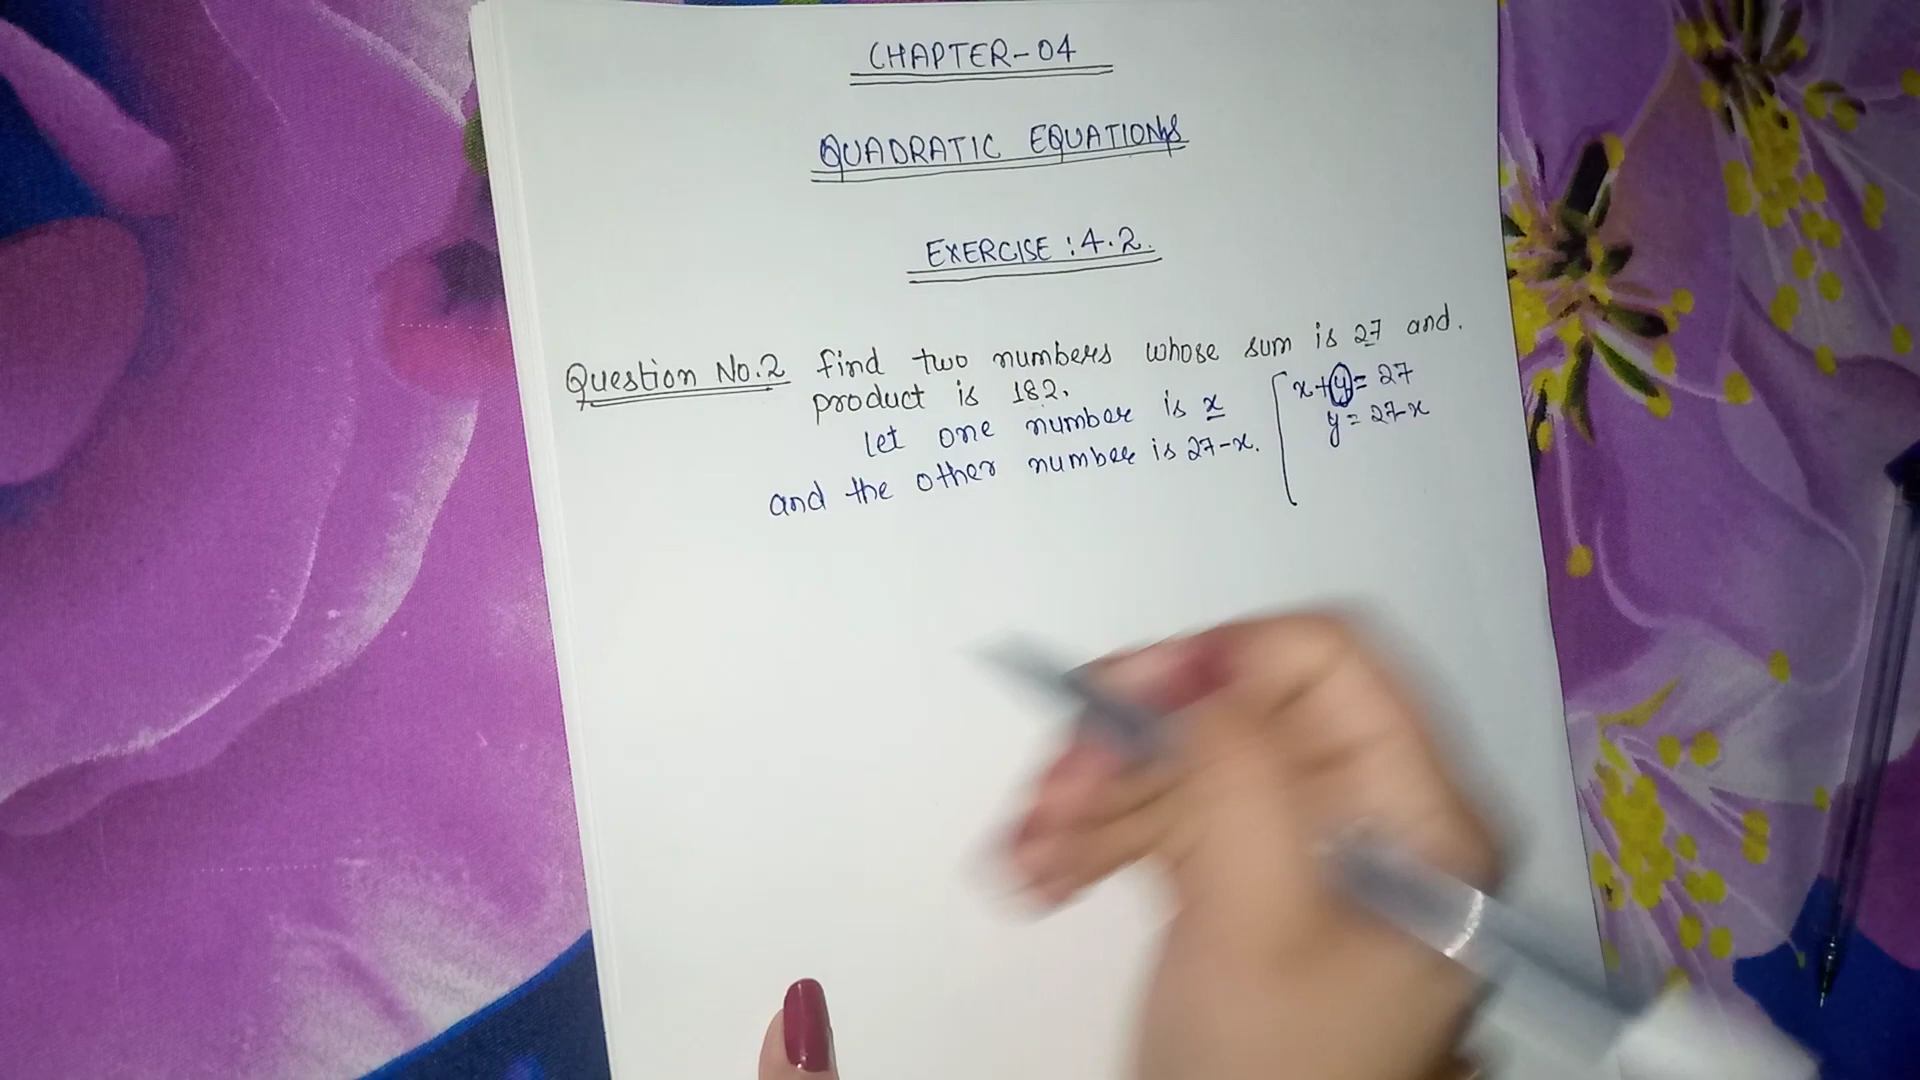 CHAPTER-04
QUADRATIC EQUATIONS
EXERCISE : 4.2.
Question No.2 find two numbers whose sum is 27 and.
product is 182.
let one number is x
and the other number is 27-x.
x+y= 27
y= 27-x